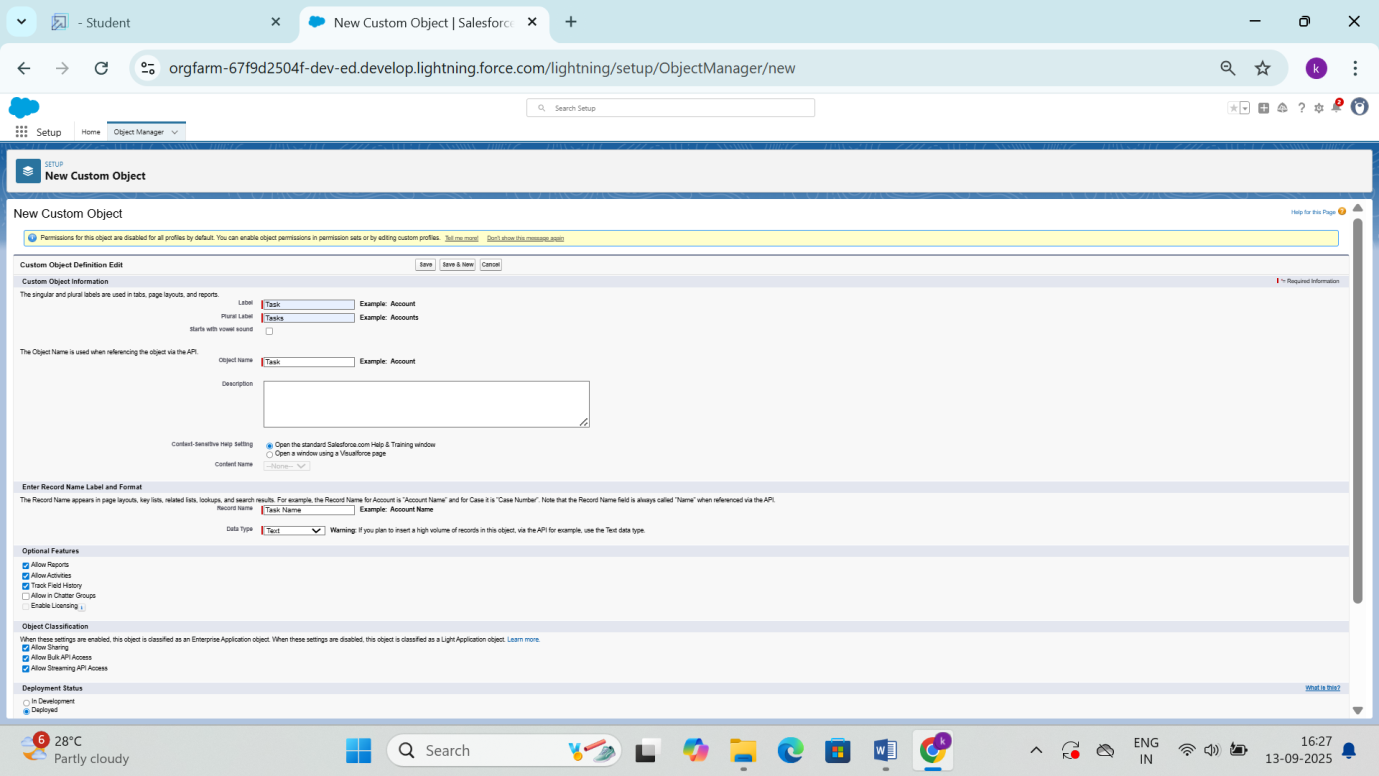 - Student
New Custom Object | Salesforce
orgfarm-67f9d2504f-dev-ed.develop.lightning.force.com/lightning/setup/ObjectManager/new
k
Search Setup
2
Setup Home Object Manager
SETUP
New Custom Object
New Custom Object
Help for this Page ?
Permissions for this object are disabled for all profiles by default. You can enable object permissions in permission sets or by editing custom profiles. Tell me more! Don't show this message again
Custom Object Definition Edit Save Save & New Cancel
Custom Object Information = Required Information
The singular and plural labels are used in tabs, page layouts, and reports.
Label Task Example: Account
Plural Label Tasks Example: Accounts
Starts with vowel sound
The Object Name is used when referencing the object via the API.
Object Name Task Example: Account
Description
Context-Sensitive Help Setting Open the standard Salesforce.com Help & Training window
Open a window using a Visualforce page
Content Name --None--
Enter Record Name Label and Format
The Record Name appears in page layouts, key lists, related lists, lookups, and search results. For example, the Record Name for Account is "Account Name" and for Case it is "Case Number". Note that the Record Name field is always called "Name" when referenced via the API.
Record Name Task Name Example: Account Name
Data Type Text Warning: If you plan to insert a high volume of records in this object, via the API for example, use the Text data type.
Optional Features
Allow Reports
Allow Activities
Track Field History
Allow in Chatter Groups
Enable Licensing i
Object Classification
When these settings are enabled, this object is classified as an Enterprise Application object. When these settings are disabled, this object is classified as a Light Application object. Learn more.
Allow Sharing
Allow Bulk API Access
Allow Streaming API Access
Deployment Status What is this?
In Development
Deployed
6
28°C
Partly cloudy
Search
k
ENG
IN
16:27
13-09-2025